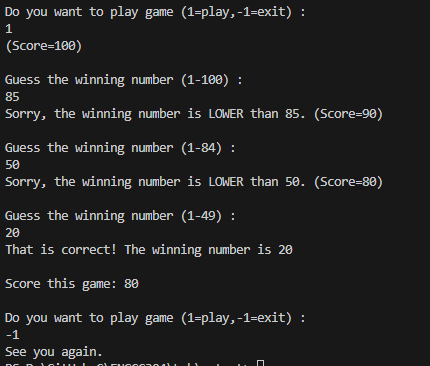 Do you want to play game (1=play,-1=exit) :
1
(Score=100)
Guess the winning number (1-100) :
85
Sorry, the winning number is LOWER than 85. (Score=90)
Guess the winning number (1-84) :
50
Sorry, the winning number is LOWER than 50. (Score=80)
Guess the winning number (1-49) :
20
That is correct! The winning number is 20
Score this game: 80
Do you want to play game (1=play,-1=exit) :
-1
See you again.